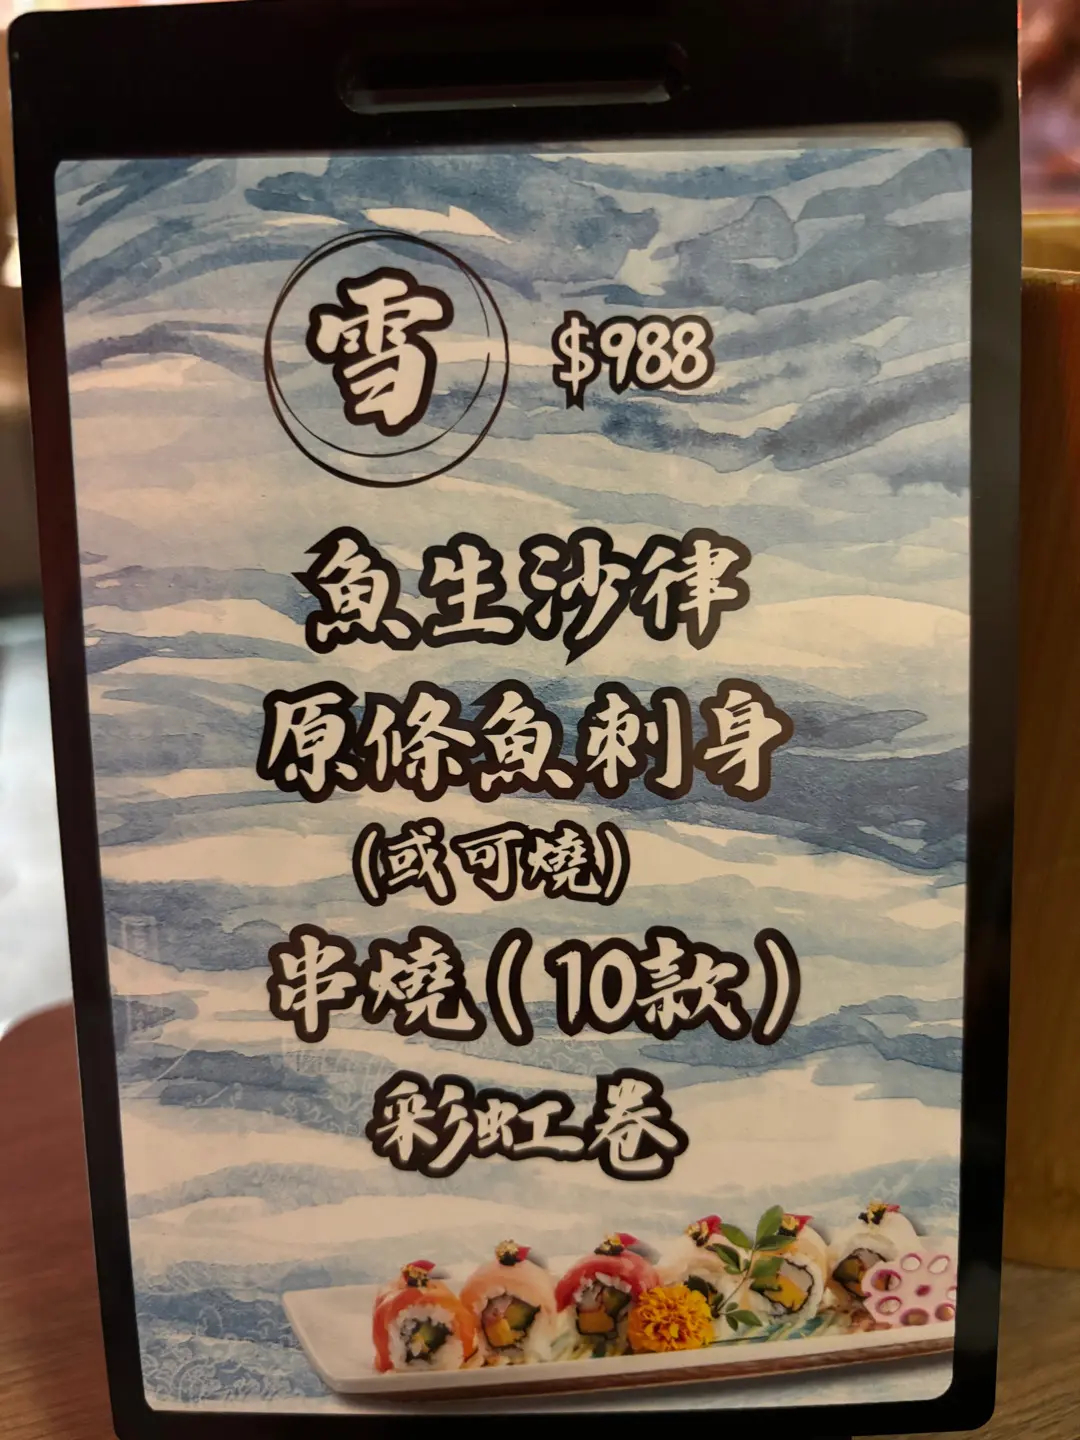 雪 $988
魚生沙律
原條魚刺身
(或可燒)
串燒(10款)
彩虹卷